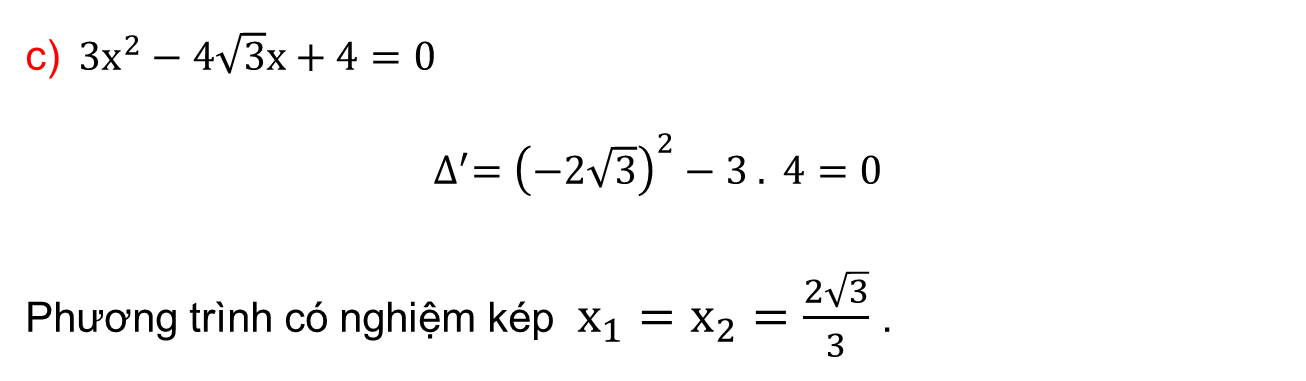 c) 3x² − 4√3x + 4 = 0
Δ′= (−2√3)² − 3 . 4 = 0
Phương trình có nghiệm kép x₁ = x₂ = 2√3/3 .